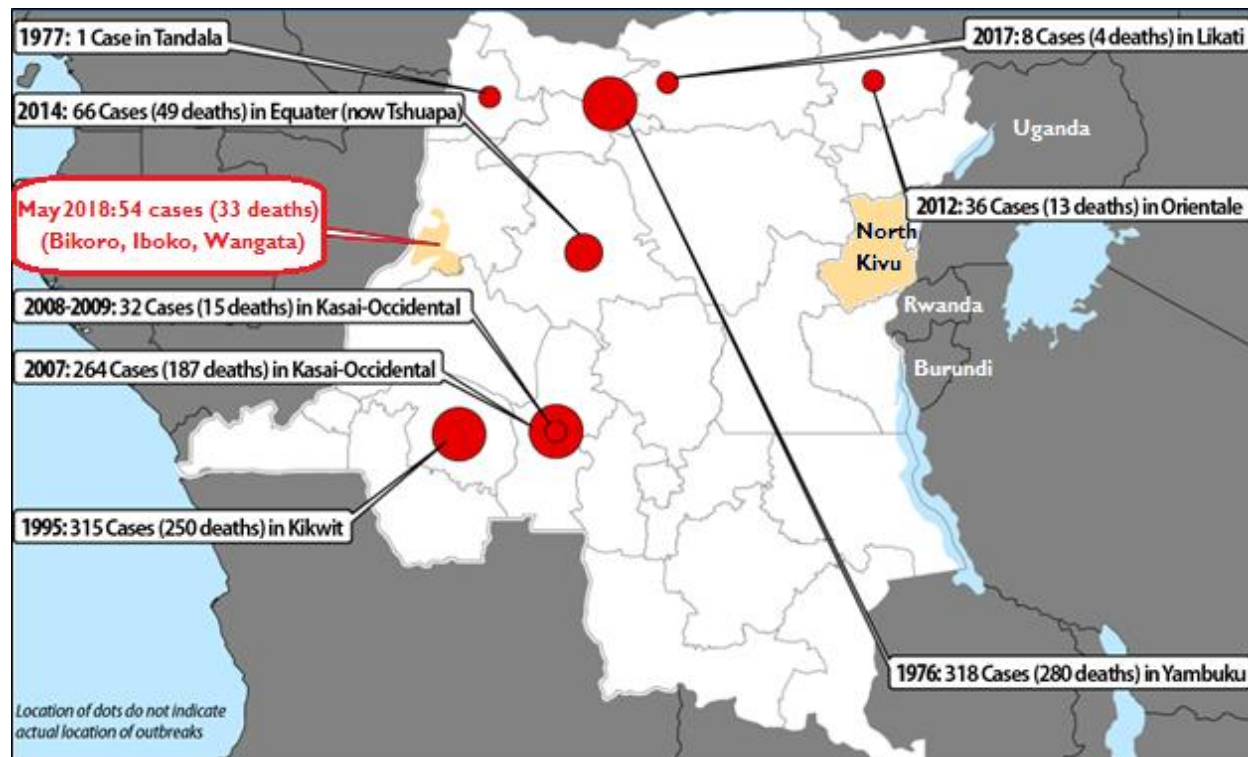 1977: 1 Case in Tandala
2017: 8 Cases (4 deaths) in Likati
2014: 66 Cases (49 deaths) in Equater (now Tshuapa)
Uganda
May 2018: 54 cases (33 deaths)
(Bikoro, Iboko, Wangata)
2012: 36 Cases (13 deaths) in Orientale
North
Kivu
2008-2009: 32 Cases (15 deaths) in Kasai-Occidental
Rwanda
2007: 264 Cases (187 deaths) in Kasai-Occidental
Burundi
1995: 315 Cases (250 deaths) in Kikwit
1976: 318 Cases (280 deaths) in Yambuku
Location of dots do not indicate
actual location of outbreaks